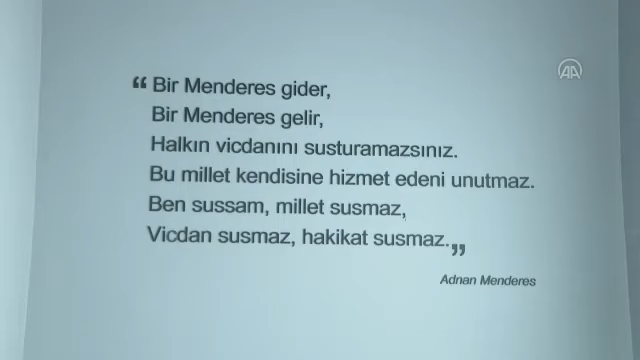 “Bir Menderes gider,
Bir Menderes gelir,
Halkın vicdanını susturamazsınız.
Bu millet kendisine hizmet edeni unutmaz.
Ben sussam, millet susmaz,
Vicdan susmaz, hakikat susmaz.”
Adnan Menderes
AA